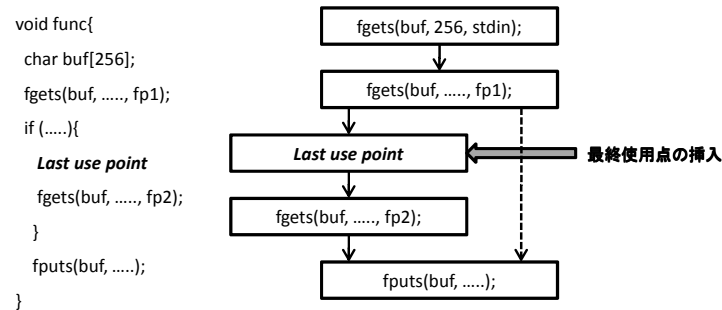 void func{
char buf[256];
fgets(buf, ....., fp1);
if (.....){
Last use point
fgets(buf, ....., fp2);
}
fputs(buf, .....);
}
fgets(buf, 256, stdin);
fgets(buf, ....., fp1);
Last use point
最終使用点の挿入
fgets(buf, ....., fp2);
fputs(buf, .....);